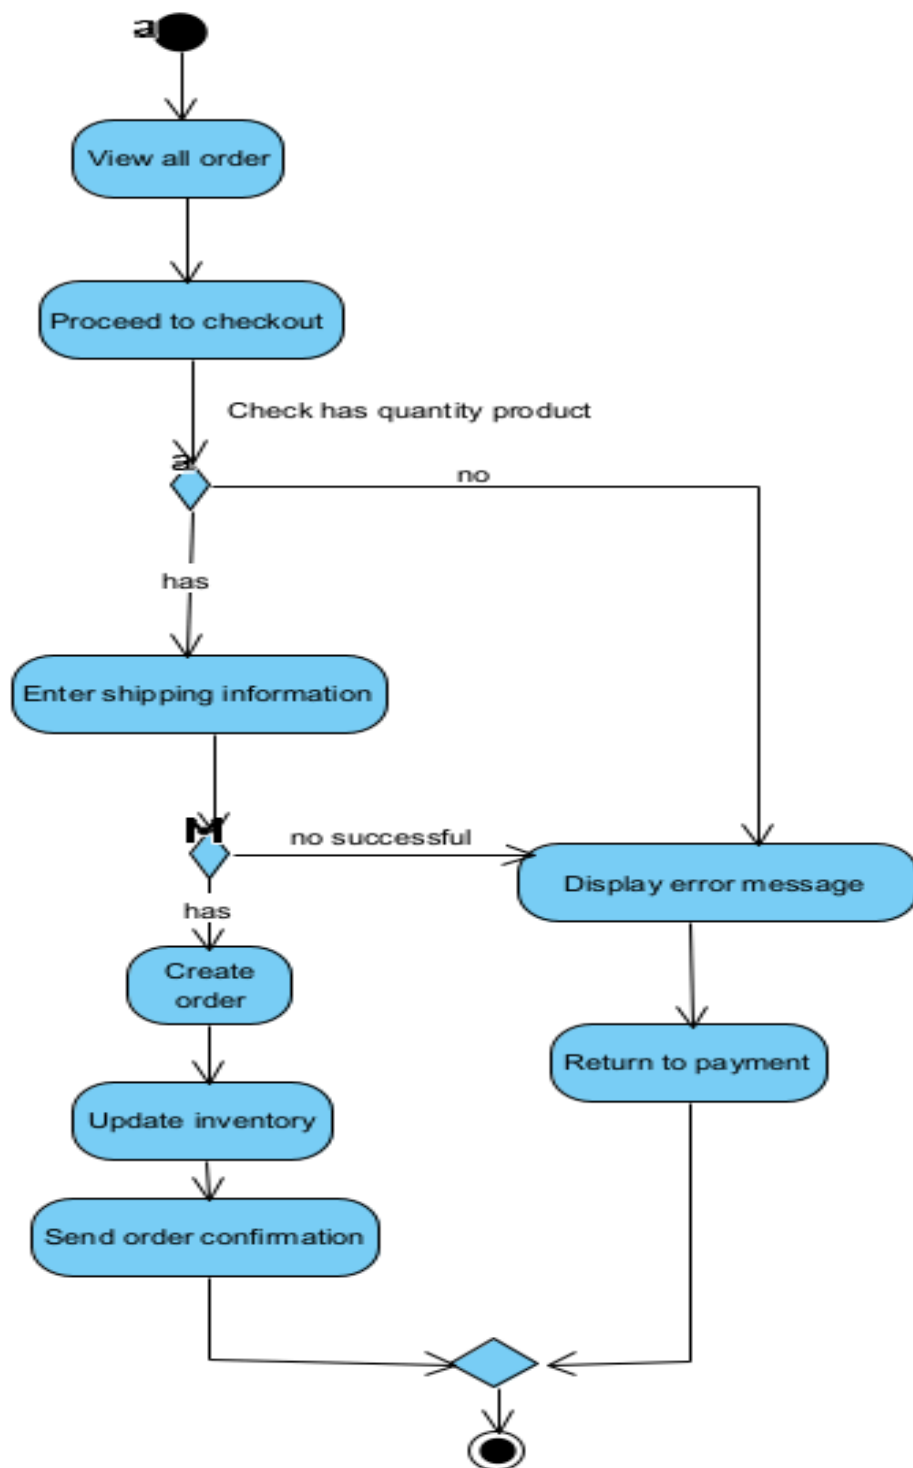 a
View all order
Proceed to checkout
Check has quantity product
a
no
has
Enter shipping information
M
no successful
has
Display error message
Create
order
Return to payment
Update inventory
Send order confirmation